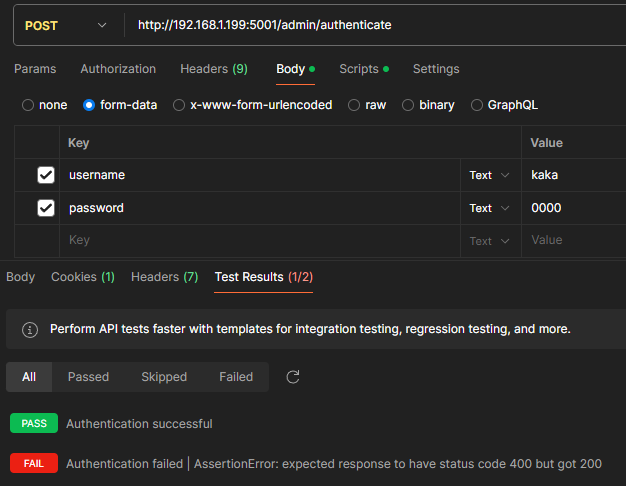 POST http://192.168.1.199:5001/admin/authenticate
Params Authorization Headers (9) Body Scripts Settings
none form-data x-www-form-urlencoded raw binary GraphQL
Key Value
username Text kaka
password Text 0000
Key Text Value
Body Cookies (1) Headers (7) Test Results (1/2)
Perform API tests faster with templates for integration testing, regression testing, and more.
All Passed Skipped Failed
PASS Authentication successful
FAIL Authentication failed | AssertionError: expected response to have status code 400 but got 200